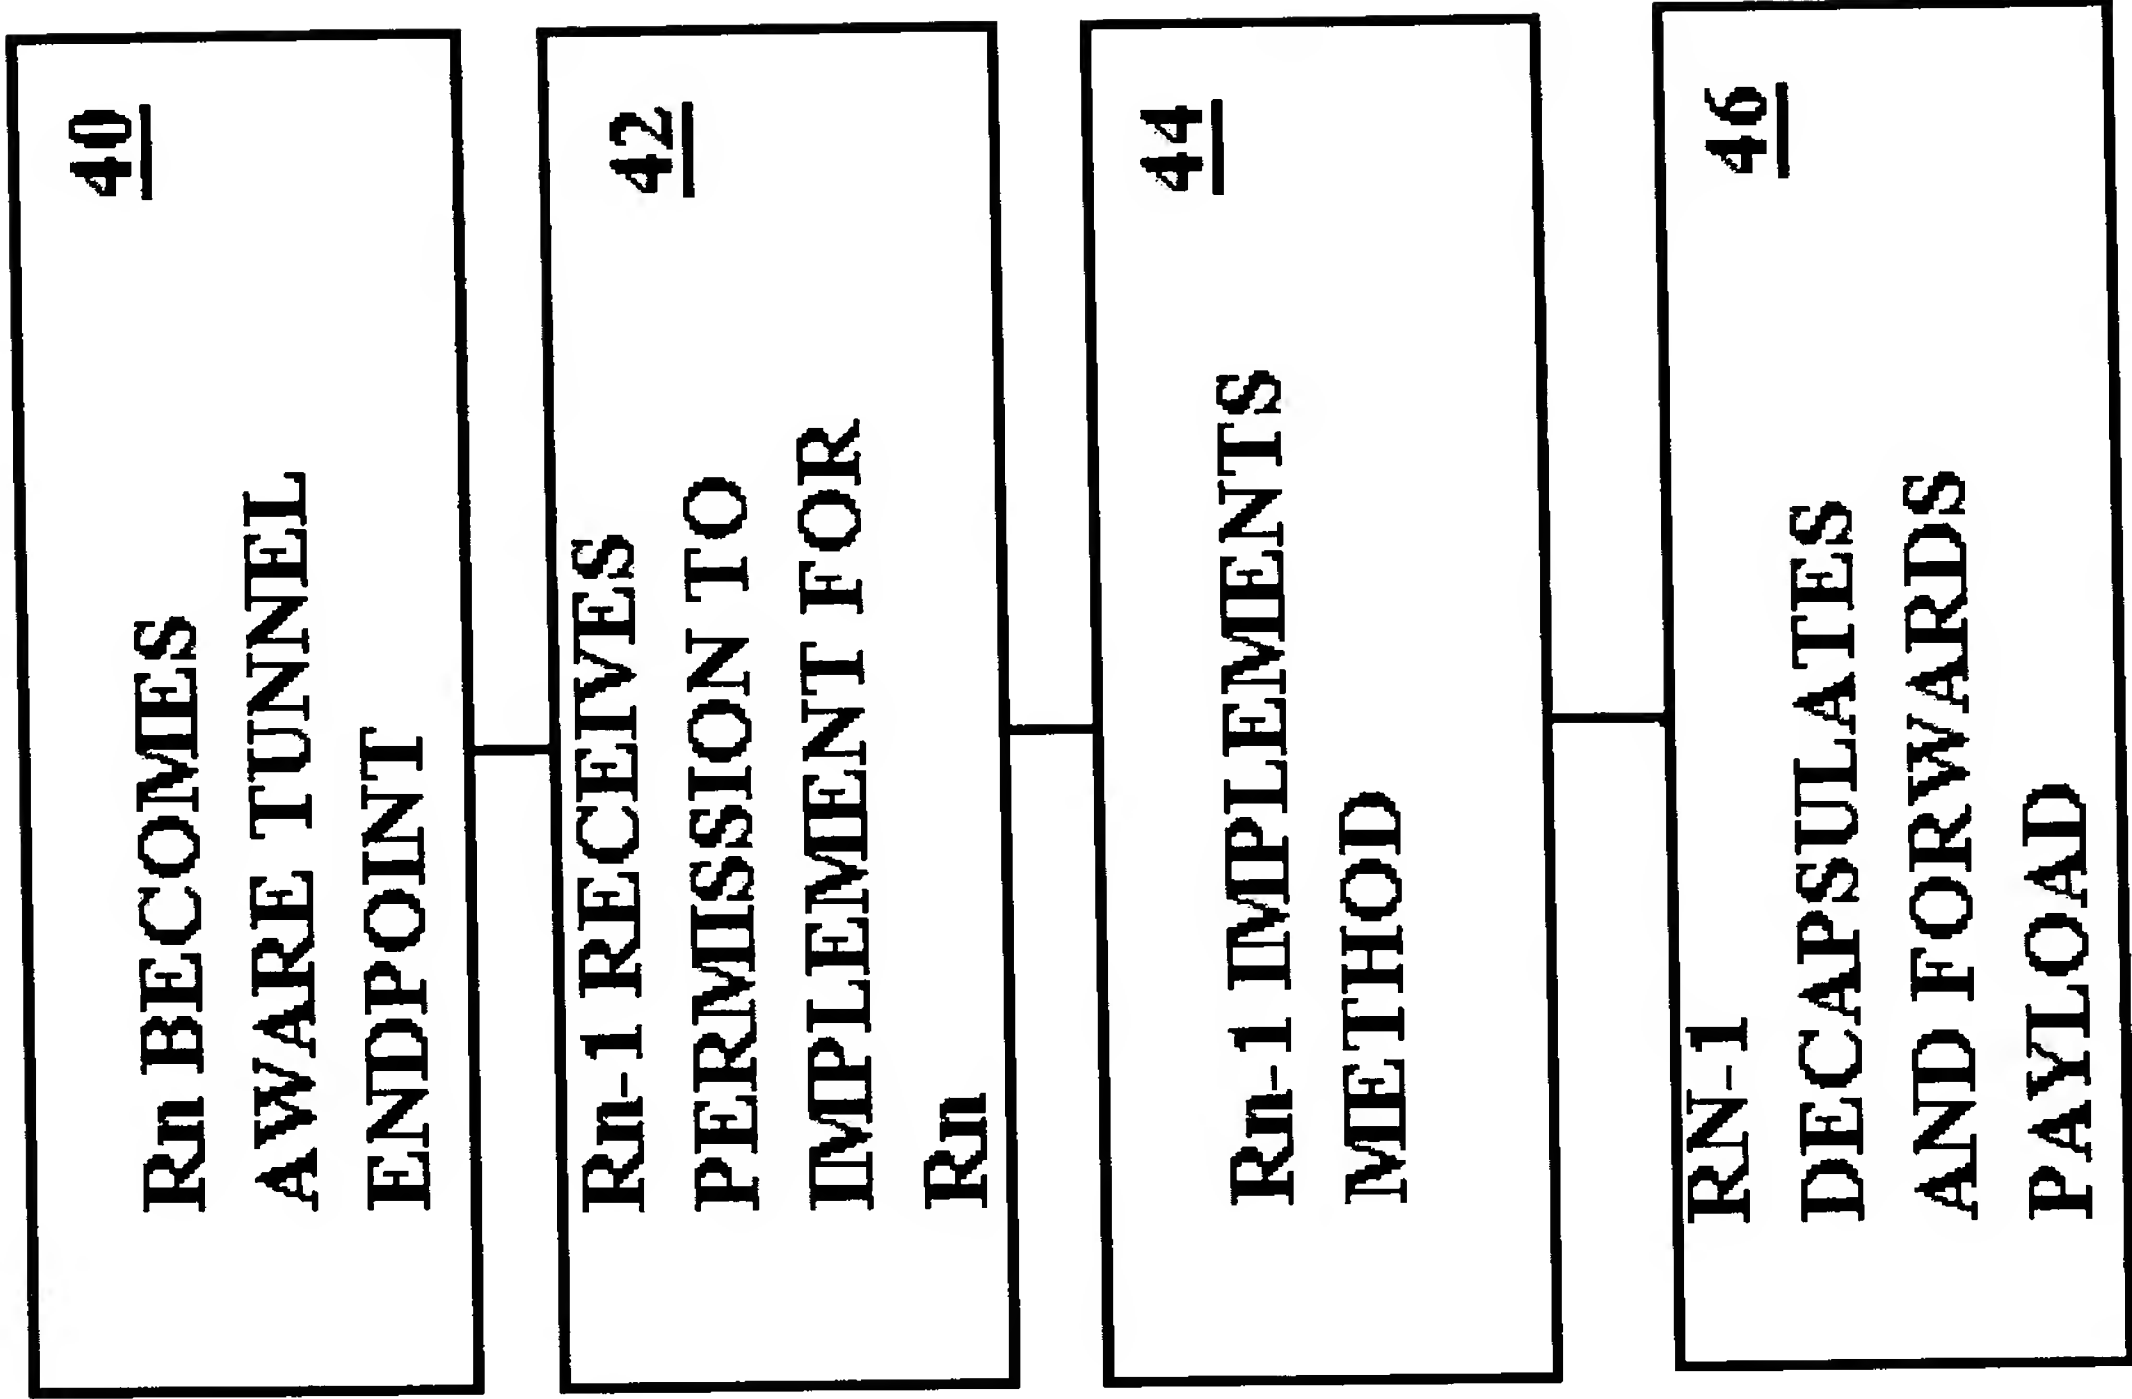 40
Rn BECOMES
AWARE TUNNEL
ENDPOINT
42
Rn-1 RECEIVES
PERMISSION TO
IMPLEMENT FOR
Rn
44
Rn-1 IMPLEMENTS
METHOD
46
RN-1
DECAPSULATES
AND FORWARDS
PAYLOAD